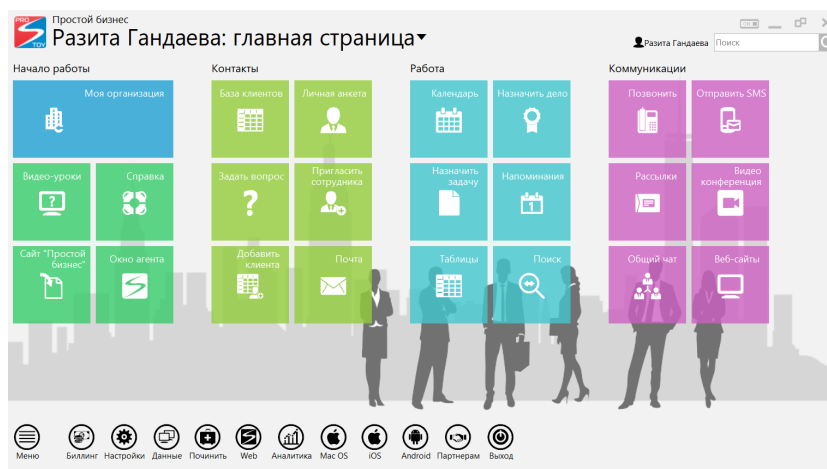 PRO
TOY
Простой бизнес
Разита Гандаева: главная страница
Разита Гандаева
Поиск
Начало работы
Контакты
Работа
Коммуникации
Моя организация
База клиентов
Личная анкета
Календарь
Назначить дело
Позвонить
Отправить SMS
Видео-уроки
Справка
Задать вопрос
Пригласить
сотрудника
Назначить
задачу
Напоминания
1
Рассылки
Видео
конференция
Сайт "Простой
бизнес"
Окно агента
Добавить
клиента
Почта
Таблицы
Поиск
Общий чат
Веб-сайты
Меню
Биллинг
Настройки
Данные
Починить
Web
Аналитика
Mac OS
iOS
Android
Партнерам
Выход